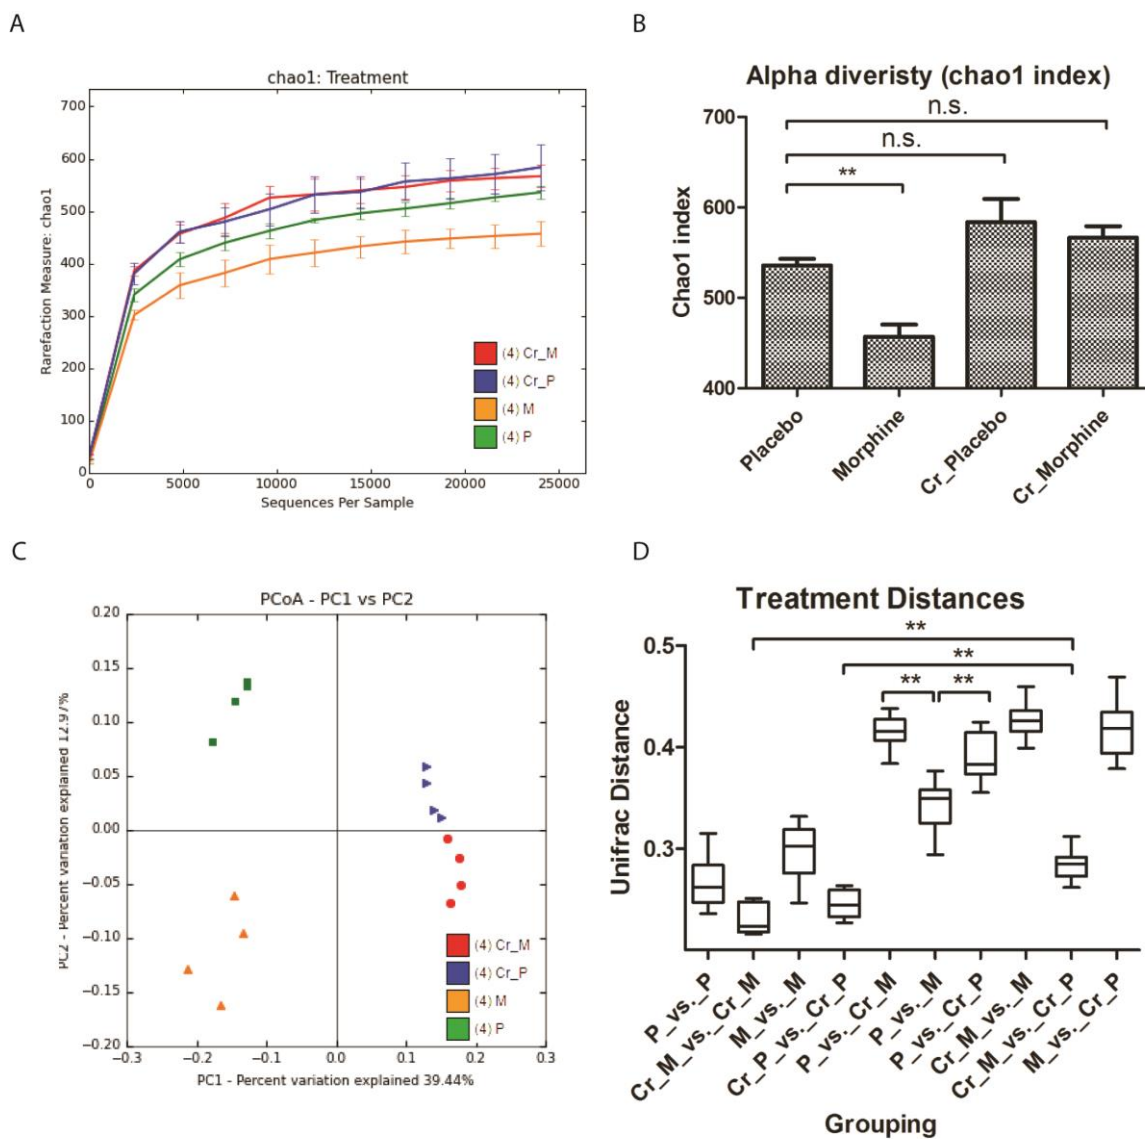 A
chao1: Treatment
Rarefaction Measure: chao1
700
600
500
400
300
200
100
0
0 5000 10000 15000 20000 25000
Sequences Per Sample
(4) Cr_M
(4) Cr_P
(4) M
(4) P
B
Alpha diveristy (chao1 index)
Chao1 index
700
600
500
400
n.s.
n.s.
**
Placebo
Morphine
Cr_Placebo
Cr_Morphine
C
PCoA - PC1 vs PC2
PC2 - Percent variation explained 12.97%
0.20
0.15
0.10
0.05
0.00
−0.05
−0.10
−0.15
−0.20
−0.3 −0.2 −0.1 0.0 0.1 0.2 0.3
PC1 - Percent variation explained 39.44%
(4) Cr_M
(4) Cr_P
(4) M
(4) P
D
Treatment Distances
Unifrac Distance
0.5
0.4
0.3
**
**
** **
P_vs._P
Cr_M_vs._Cr_M
M_vs._M
Cr_P_vs._Cr_P
P_vs._Cr_M
P_vs._M
P_vs._Cr_P
Cr_M_vs._M
Cr_M_vs._Cr_P
M_vs._Cr_P
Grouping